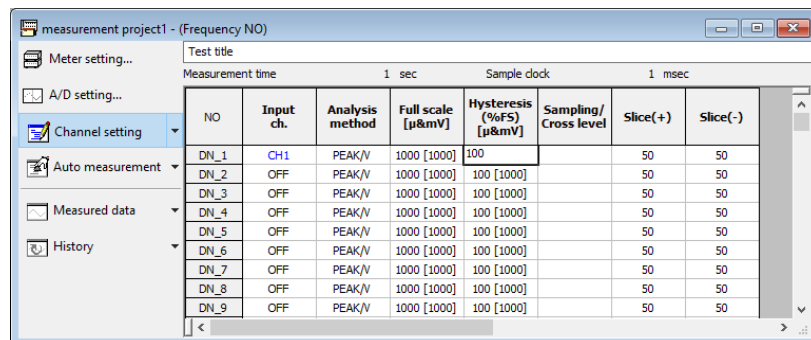 measurement project1 - (Frequency NO)
Meter setting...
A/D setting...
Channel setting
Auto measurement
Measured data
History
Test title
Measurement time 1 sec Sample clock 1 msec
NO Input ch. Analysis method Full scale [μ&mV] Hysteresis (%FS) [μ&mV] Sampling/ Cross level Slice(+) Slice(-)
DN_1 CH1 PEAK/V 1000 [1000] 100 50 50
DN_2 OFF PEAK/V 1000 [1000] 100 [1000] 50 50
DN_3 OFF PEAK/V 1000 [1000] 100 [1000] 50 50
DN_4 OFF PEAK/V 1000 [1000] 100 [1000] 50 50
DN_5 OFF PEAK/V 1000 [1000] 100 [1000] 50 50
DN_6 OFF PEAK/V 1000 [1000] 100 [1000] 50 50
DN_7 OFF PEAK/V 1000 [1000] 100 [1000] 50 50
DN_8 OFF PEAK/V 1000 [1000] 100 [1000] 50 50
DN_9 OFF PEAK/V 1000 [1000] 100 [1000] 50 50